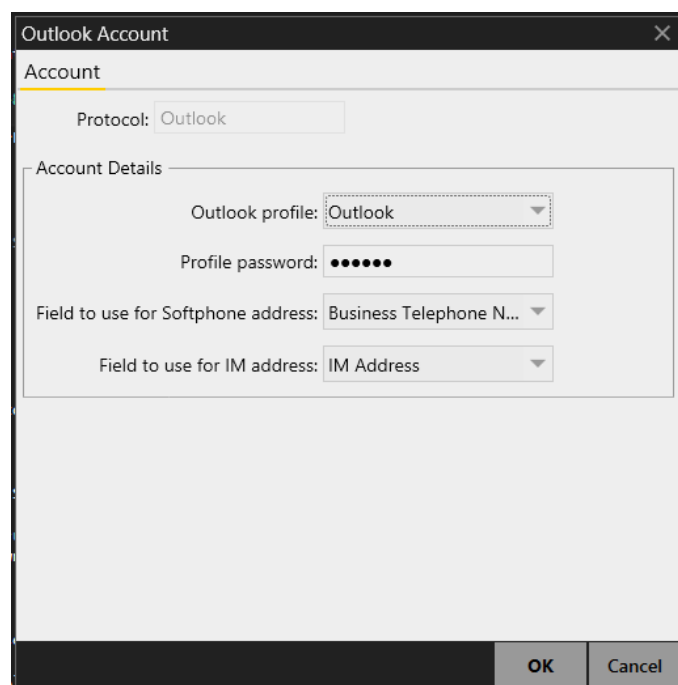 Outlook Account
Account
Protocol: Outlook
Account Details
Outlook profile: Outlook
Profile password: ●●●●●●
Field to use for Softphone address: Business Telephone N...
Field to use for IM address: IM Address
OK Cancel